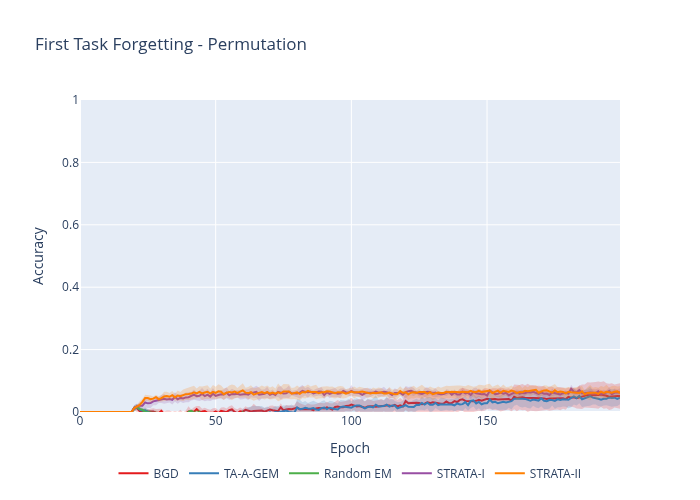 First Task Forgetting - Permutation
1
0.8
0.6
0.4
0.2
0
Accuracy
0 50 100 150
Epoch
BGD TA-A-GEM Random EM STRATA-I STRATA-II